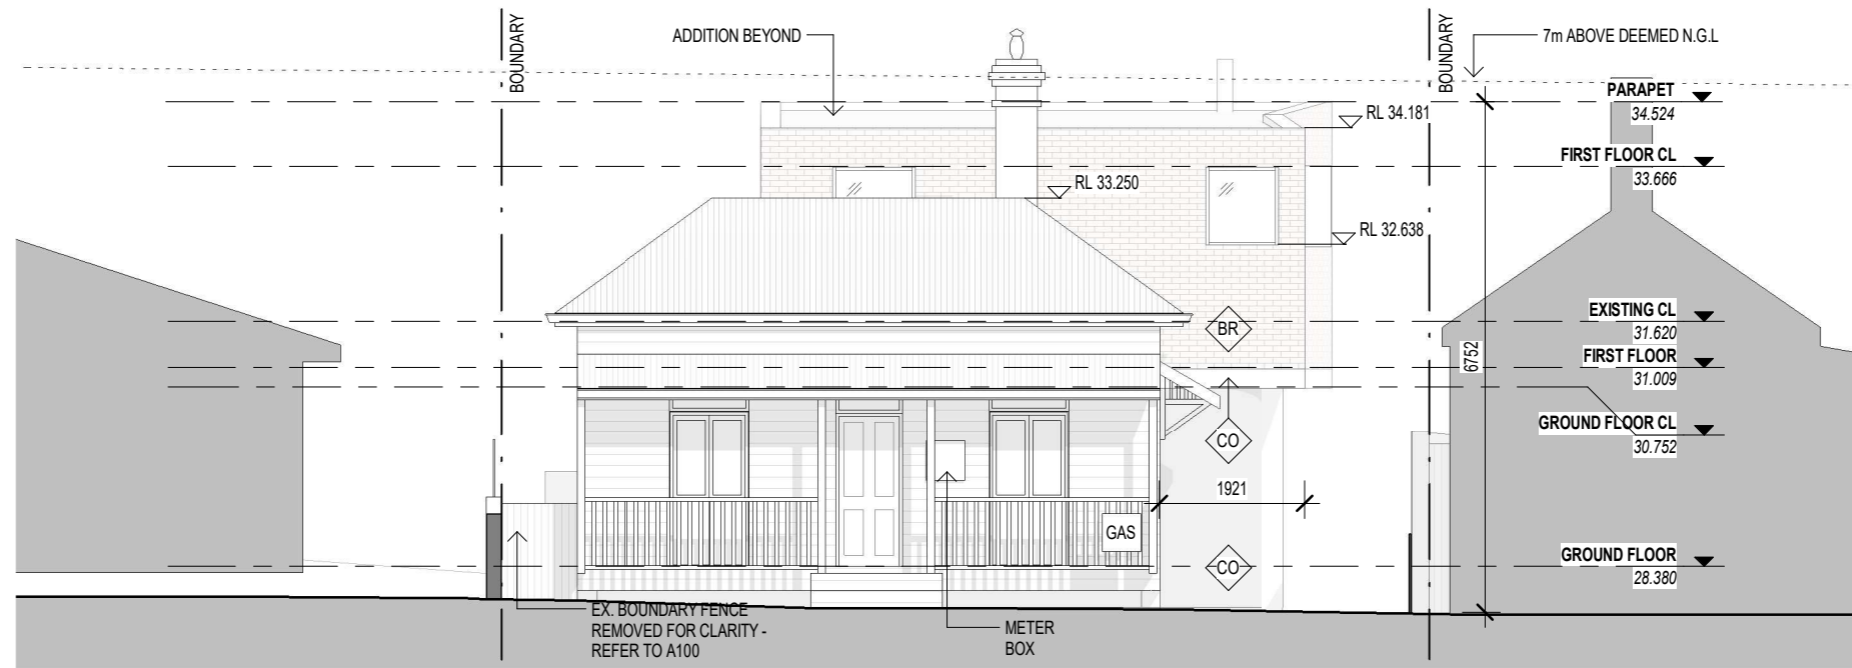 BOUNDARY
ADDITION BEYOND
BOUNDARY
7m ABOVE DEEMED N.G.L
PARAPET
34.524
RL 34.181
FIRST FLOOR CL
33.666
RL 33.250
RL 32.638
EXISTING CL
31.620
BR
6752
FIRST FLOOR
31.009
GROUND FLOOR CL
30.752
CO
1921
GAS
GROUND FLOOR
28.380
CO
EX. BOUNDARY FENCE
REMOVED FOR CLARITY -
REFER TO A100
METER
BOX